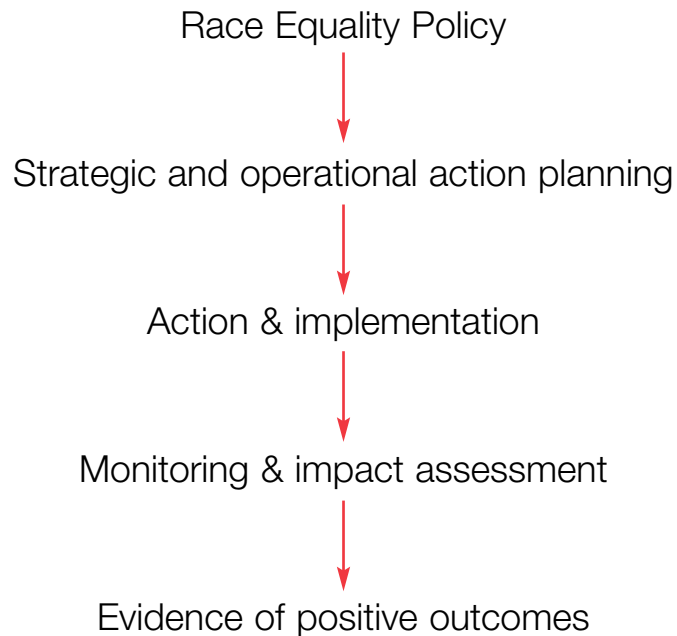 Race Equality Policy
Strategic and operational action planning
Action & implementation
Monitoring & impact assessment
Evidence of positive outcomes